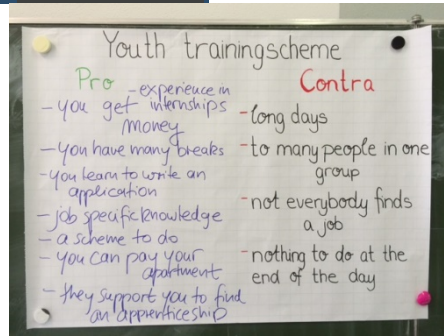 Youth trainingscheme
Pro
- experience in
internships
- you get
money
- you have many breaks
- you learn to write an
application
- job specific knowledge
- a scheme to do
- you can pay your
apartment
- they support you to find
an apprenticeship
Contra
- long days
- to many people in one
group
- not everybody finds
a job
- nothing to do at the
end of the day